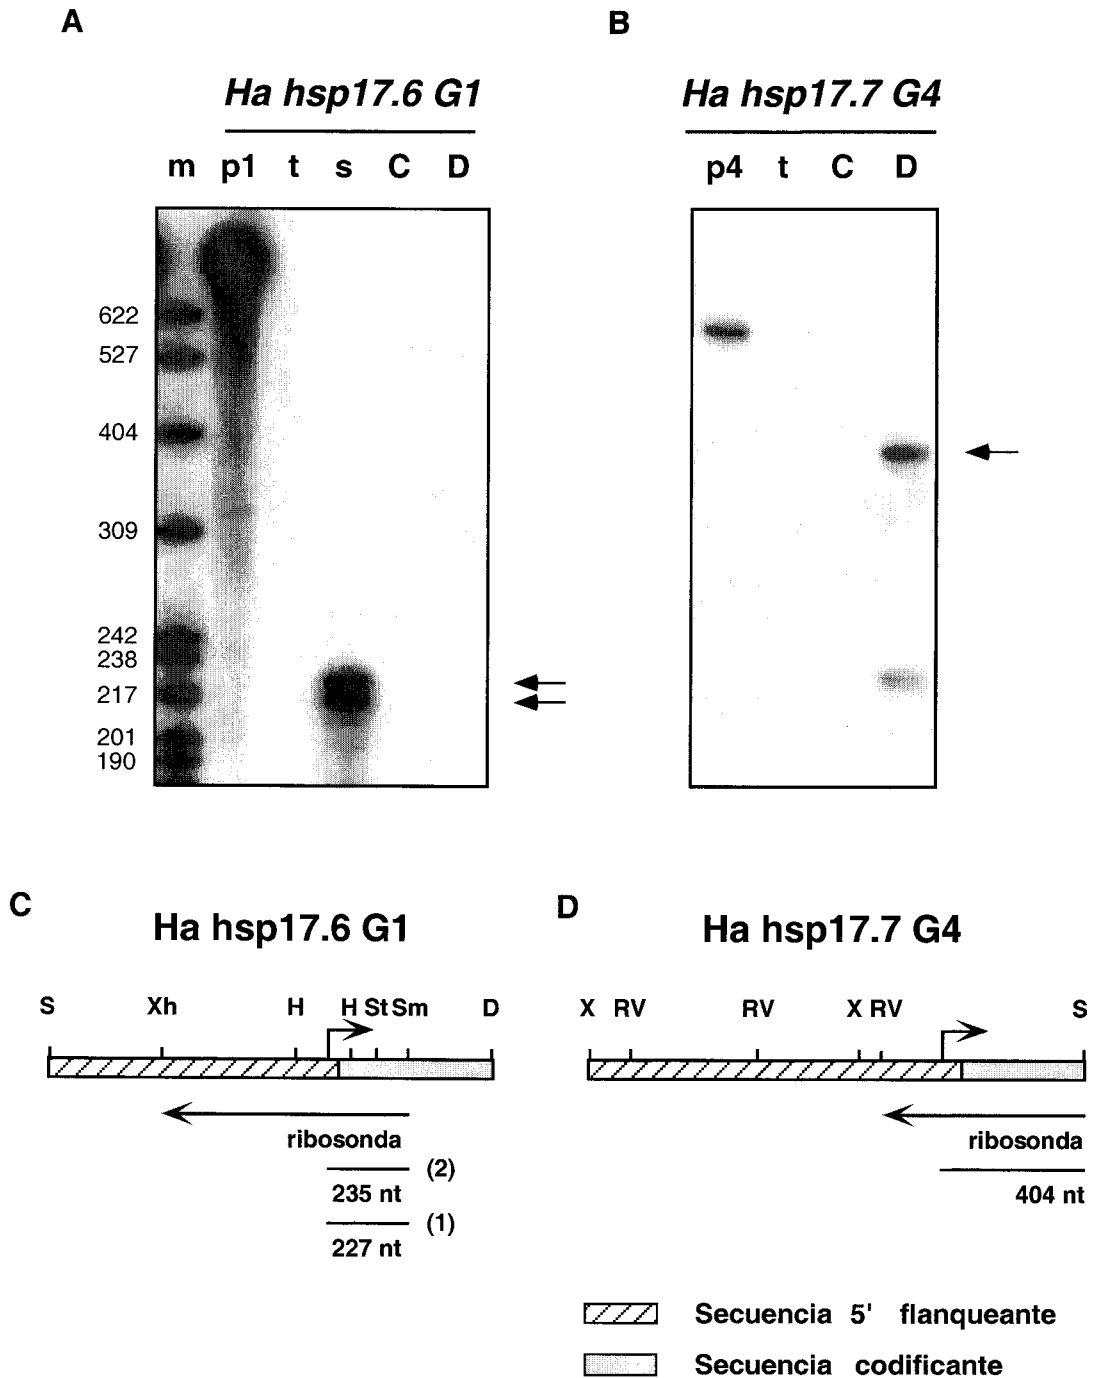 A
B
Ha hsp17.6 G1
Ha hsp17.7 G4
m p1 t s C D
p4 t C D
622
527
404
309
242
238
217
201
190
C
D
Ha hsp17.6 G1
Ha hsp17.7 G4
S Xh H H St Sm D
X RV RV X RV S
ribosonda
(2)
235 nt
(1)
227 nt
ribosonda
404 nt
Secuencia 5' flanqueante
Secuencia codificante